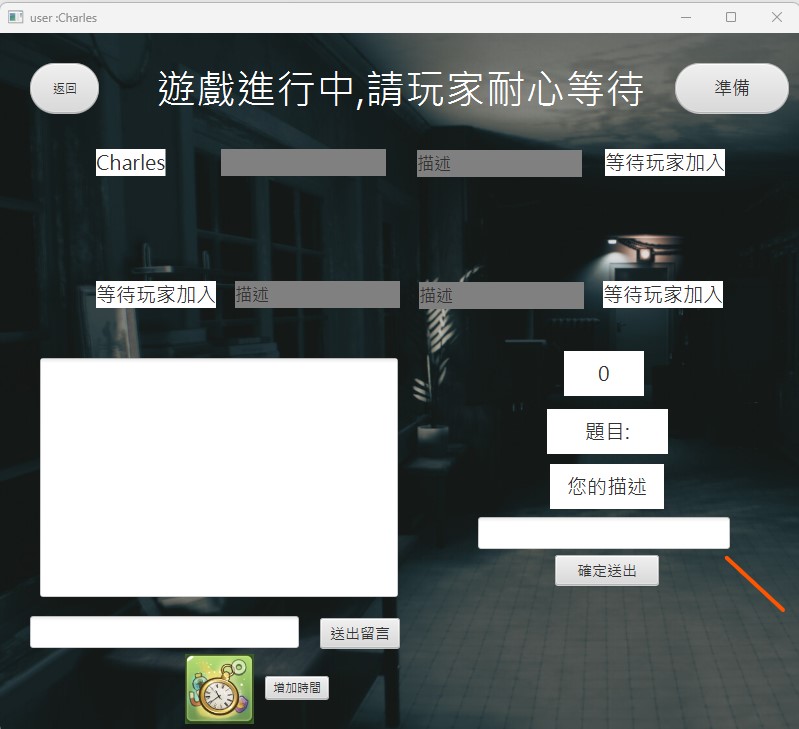 user :Charles
返回
遊戲進行中,請玩家耐心等待
準備
Charles
描述
等待玩家加入
等待玩家加入
描述
描述
等待玩家加入
0
題目:
您的描述
確定送出
送出留言
增加時間